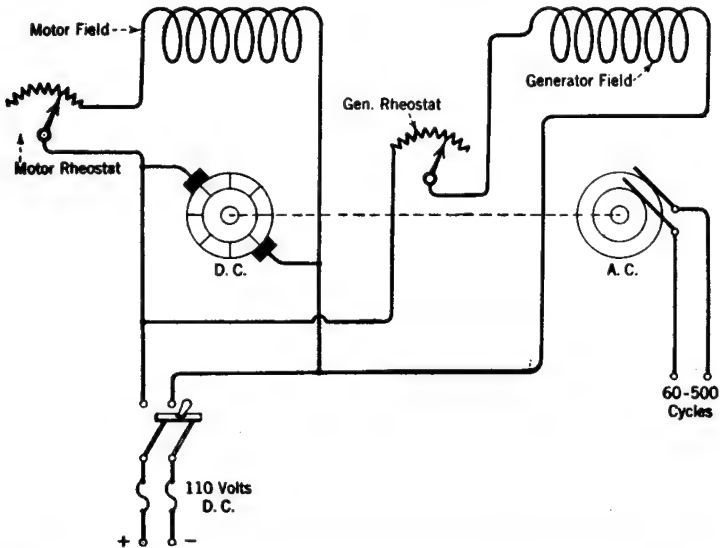 Motor Field
Generator Field
Gen. Rheostat
Motor Rheostat
D. C.
A. C.
60-500
Cycles
110 Volts
D. C.
+ −